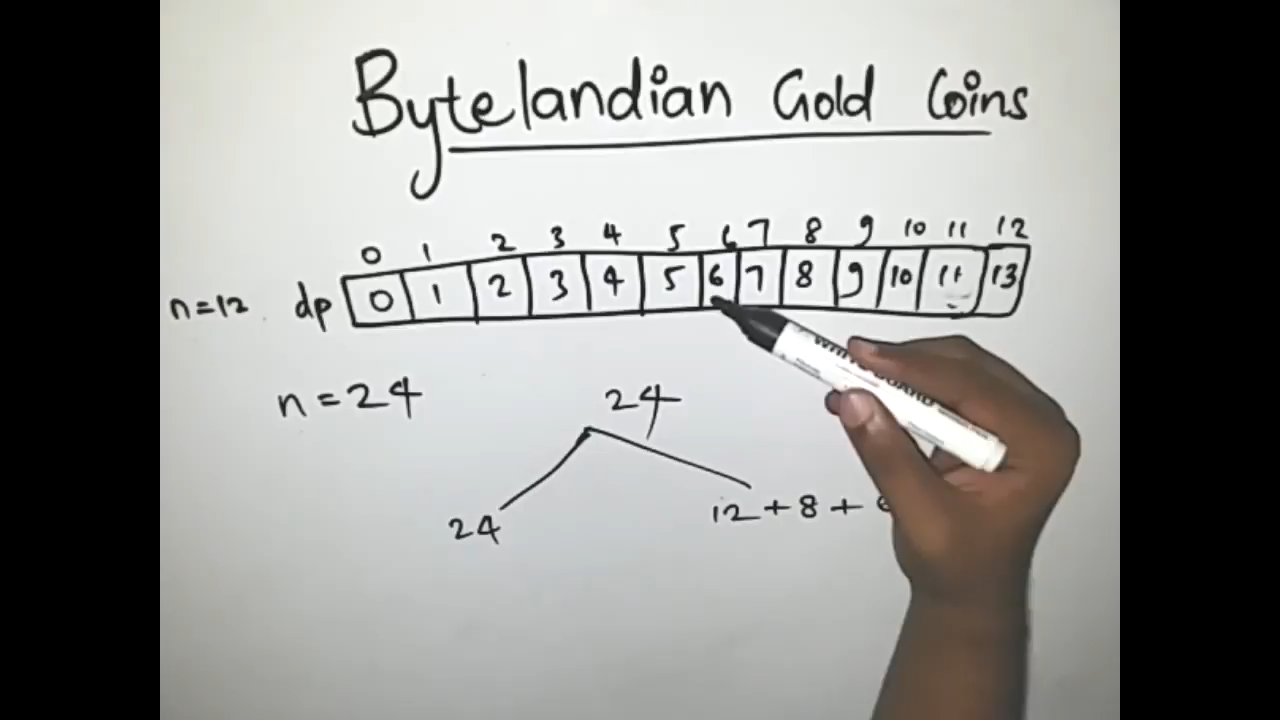 Bytelandian Gold Coins
0 1 2 3 4 5 6 7 8 9 10 11 12
n=12 dp 0 1 2 3 4 5 6 7 8 9 10 11 13
n=24 24
24 12+8+